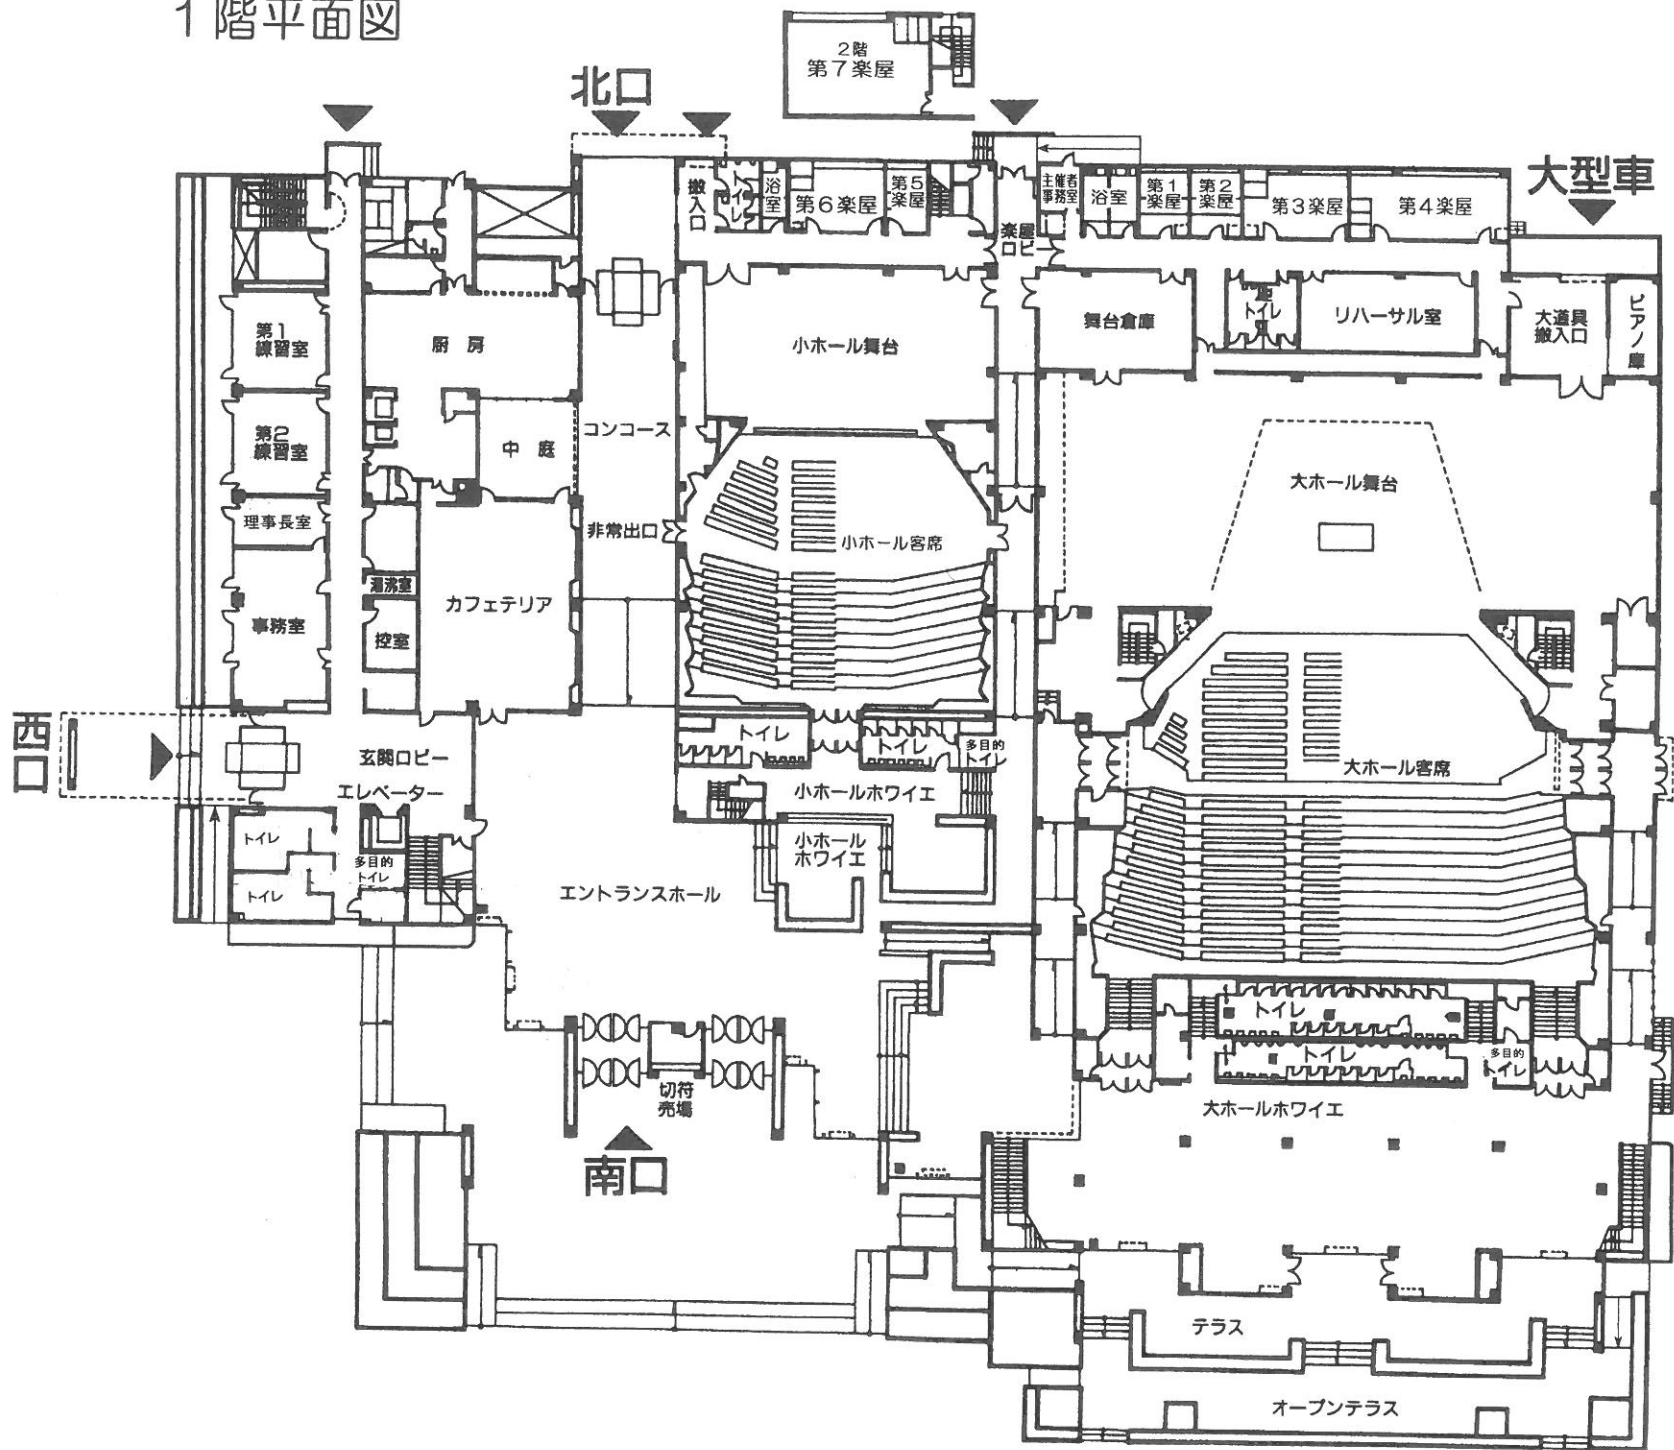 1階平面図
2階
第7楽屋
北口
大型車
搬
入
口
トイレ
浴
室
第6楽屋
第5
楽屋
楽屋
ロビー
主催者
事務室
浴室
第1
楽屋
第2
楽屋
第3楽屋
第4楽屋
第1
練習室
厨 房
小ホール舞台
舞台倉庫
トイレ
リハーサル室
大道具
搬入口
ピアノ庫
第2
練習室
中 庭
コンコース
大ホール舞台
理事長室
非常出口
小ホール客席
湯沸室
カフェテリア
事務室
控室
西口
玄関ロビー
トイレ
トイレ
多目的
トイレ
大ホール客席
エレベーター
小ホールホワイエ
トイレ
多目的
トイレ
小ホール
ホワイエ
トイレ
エントランスホール
トイレ
トイレ
多目的
トイレ
切符
売場
大ホールホワイエ
南口
テラス
オープンテラス